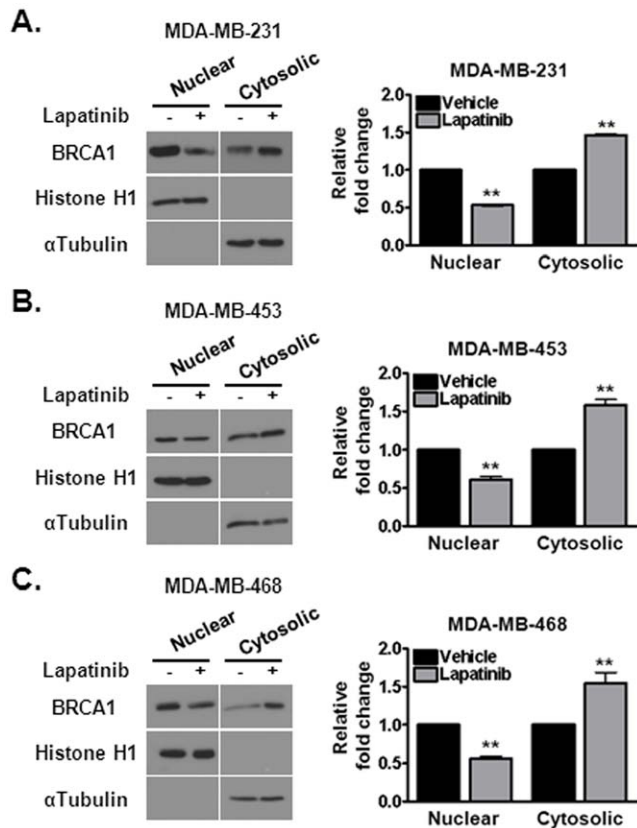 A.
MDA-MB-231
Nuclear Cytosolic
Lapatinib - + - +
BRCA1
Histone H1
αTubulin
MDA-MB-231
Vehicle
Lapatinib
Relative
fold change
2.0
1.5
1.0
0.5
0.0
**
**
Nuclear Cytosolic
B.
MDA-MB-453
Nuclear Cytosolic
Lapatinib - + - +
BRCA1
Histone H1
αTubulin
MDA-MB-453
Vehicle
Lapatinib
Relative
fold change
2.0
1.5
1.0
0.5
0.0
**
**
Nuclear Cytosolic
C.
MDA-MB-468
Nuclear Cytosolic
Lapatinib - + - +
BRCA1
Histone H1
αTubulin
MDA-MB-468
Vehicle
Lapatinib
Relative
fold change
2.0
1.5
1.0
0.5
0.0
**
**
Nuclear Cytosolic